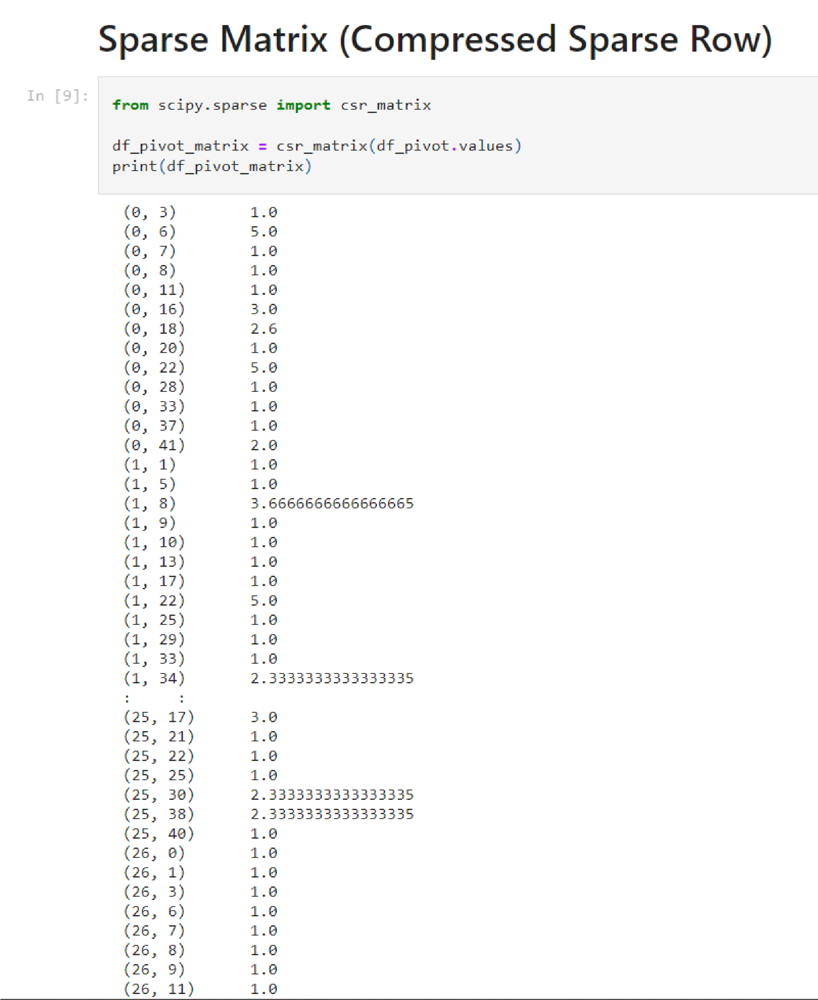 Sparse Matrix (Compressed Sparse Row)
In [9]:
from scipy.sparse import csr_matrix
df_pivot_matrix = csr_matrix(df_pivot.values)
print(df_pivot_matrix)
(0, 3) 1.0
(0, 6) 5.0
(0, 7) 1.0
(0, 8) 1.0
(0, 11) 1.0
(0, 16) 3.0
(0, 18) 2.6
(0, 20) 1.0
(0, 22) 5.0
(0, 28) 1.0
(0, 33) 1.0
(0, 37) 1.0
(0, 41) 2.0
(1, 1) 1.0
(1, 5) 1.0
(1, 8) 3.6666666666666665
(1, 9) 1.0
(1, 10) 1.0
(1, 13) 1.0
(1, 17) 1.0
(1, 22) 5.0
(1, 25) 1.0
(1, 29) 1.0
(1, 33) 1.0
(1, 34) 2.3333333333333335
: :
(25, 17) 3.0
(25, 21) 1.0
(25, 22) 1.0
(25, 25) 1.0
(25, 30) 2.3333333333333335
(25, 38) 2.3333333333333335
(25, 40) 1.0
(26, 0) 1.0
(26, 1) 1.0
(26, 3) 1.0
(26, 6) 1.0
(26, 7) 1.0
(26, 8) 1.0
(26, 9) 1.0
(26, 11) 1.0